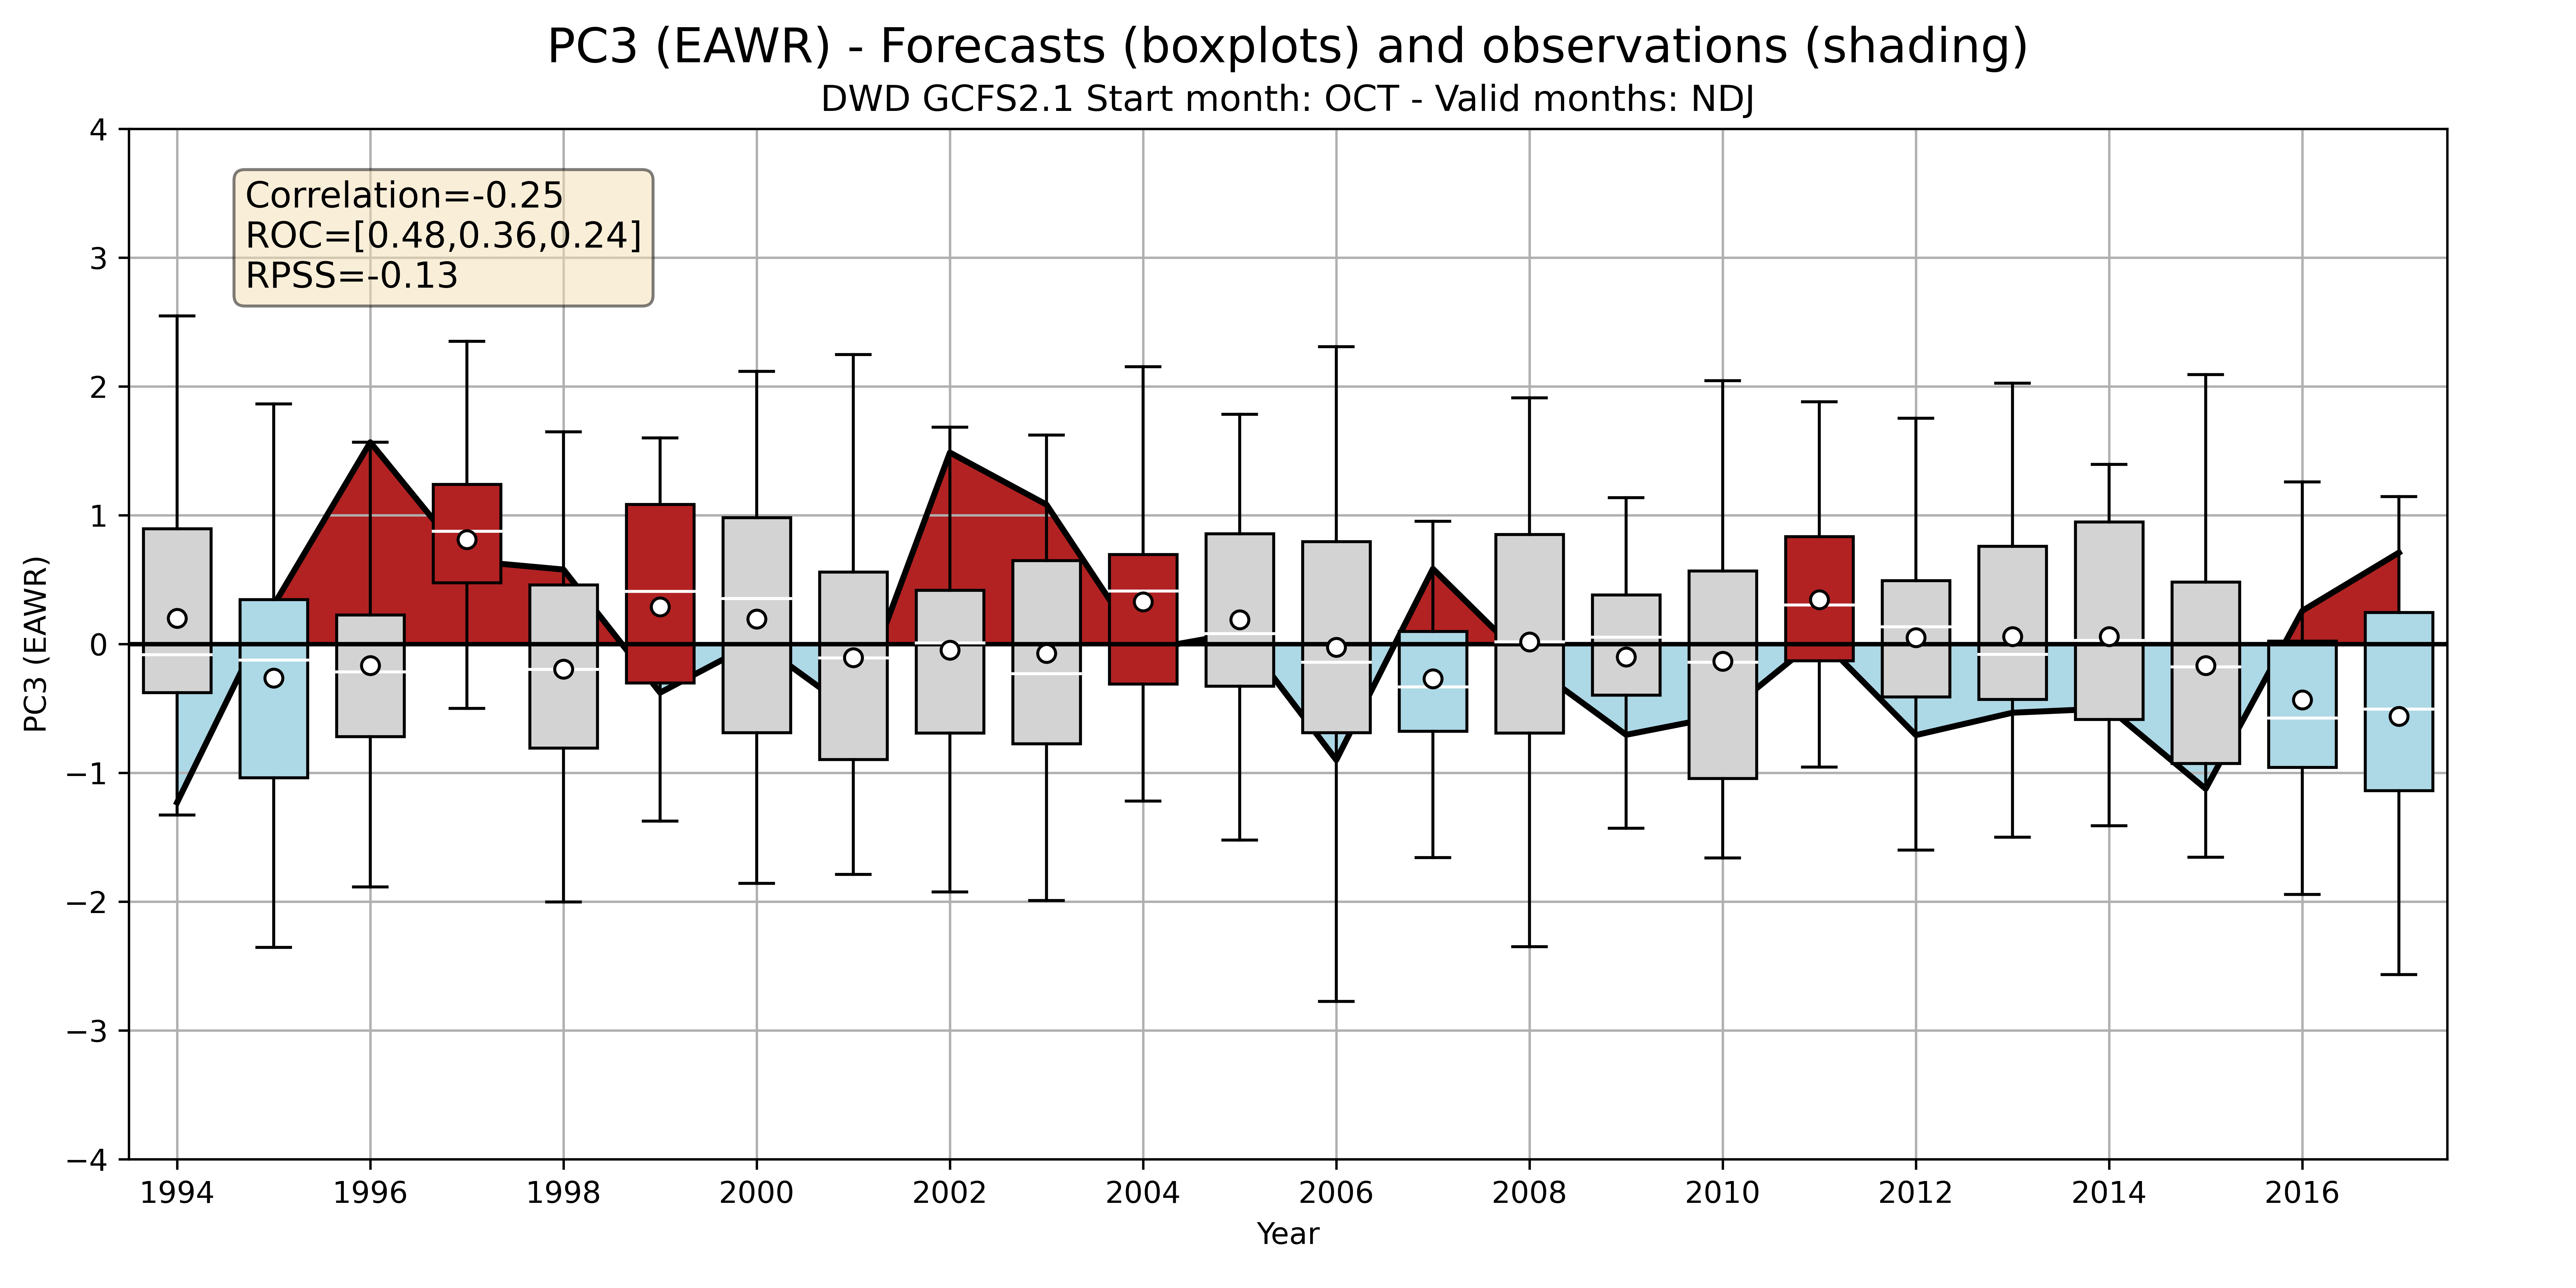 PC3 (EAWR) - Forecasts (boxplots) and observations (shading)
DWD GCFS2.1 Start month: OCT - Valid months: NDJ
Correlation=-0.25
ROC=[0.48,0.36,0.24]
RPSS=-0.13
PC3 (EAWR)
4
3
2
1
0
−1
−2
−3
−4
1994 1996 1998 2000 2002 2004 2006 2008 2010 2012 2014 2016
Year